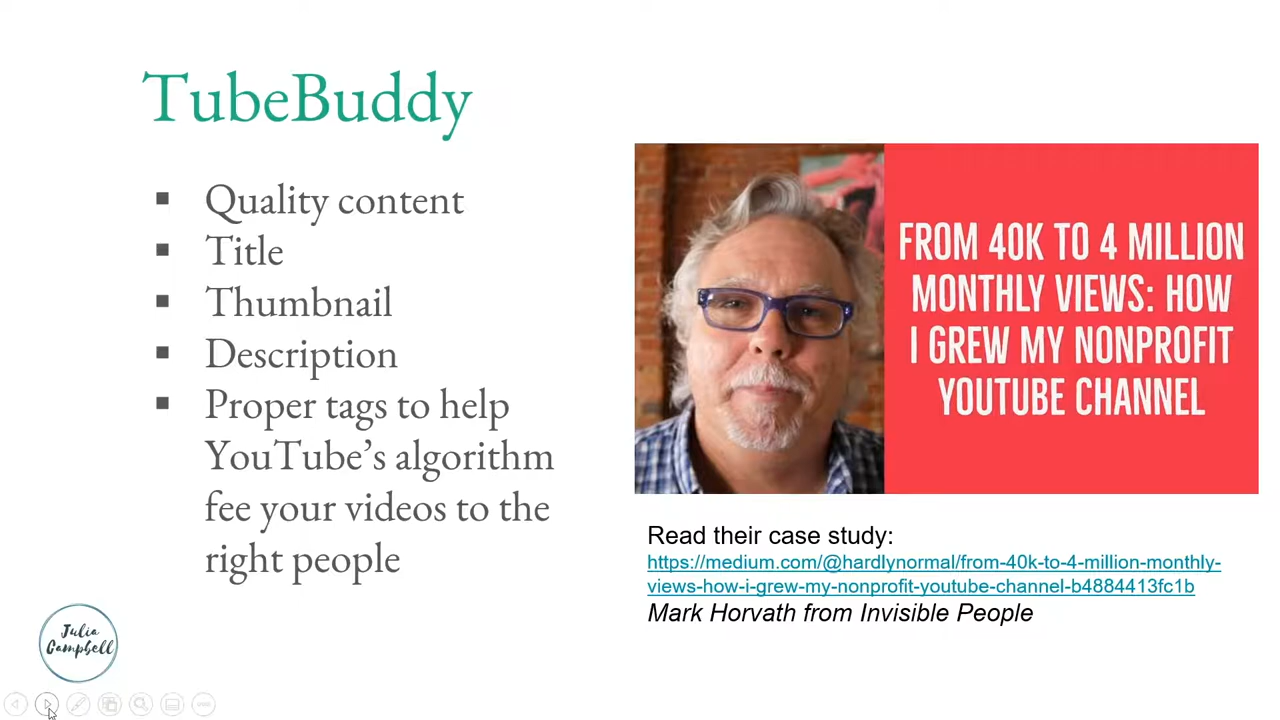 TubeBuddy
▪ Quality content
▪ Title
▪ Thumbnail
▪ Description
▪ Proper tags to help
YouTube’s algorithm
fee your videos to the
right people
FROM 40K TO 4 MILLION
MONTHLY VIEWS: HOW
I GREW MY NONPROFIT
YOUTUBE CHANNEL
Read their case study:
https://medium.com/@hardlynormal/from-40k-to-4-million-monthly-
views-how-i-grew-my-nonprofit-youtube-channel-b4884413fc1b
Mark Horvath from Invisible People
Julia
Campbell